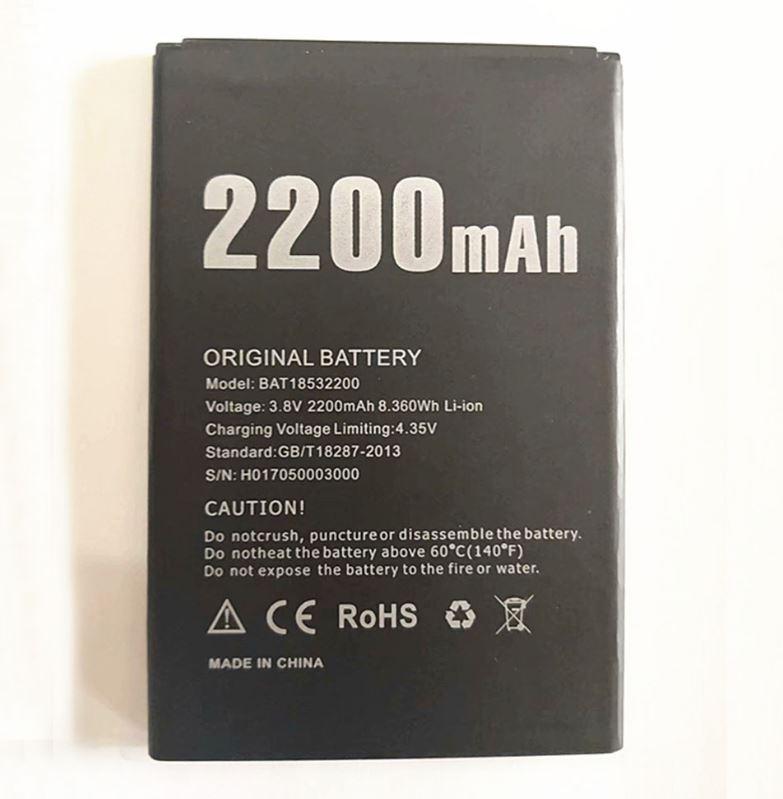 2200mAh
ORIGINAL BATTERY
Model: BAT18532200
Voltage: 3.8V 2200mAh 8.360Wh Li-ion
Charging Voltage Limiting:4.35V
Standard:GB/T18287-2013
S/N: H017050003000
CAUTION!
Do notcrush, puncture or disassemble the battery.
Do notheat the battery above 60°C(140°F)
Do not expose the battery to the fire or water.
CE RoHS
MADE IN CHINA